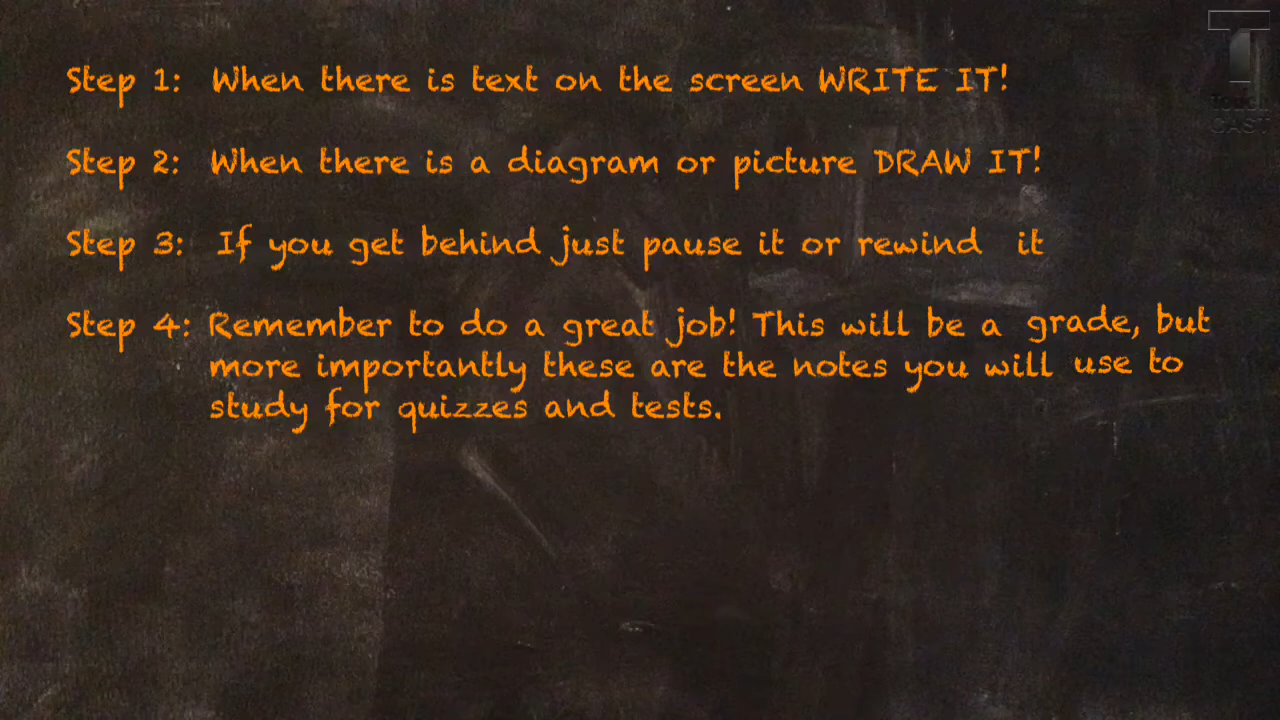 Step 1: When there is text on the screen WRITE IT!
Step 2: When there is a diagram or picture DRAW IT!
Step 3: If you get behind just pause it or rewind it
Step 4: Remember to do a great job! This will be a grade, but
more importantly these are the notes you will use to
study for quizzes and tests.
Touch
CAST